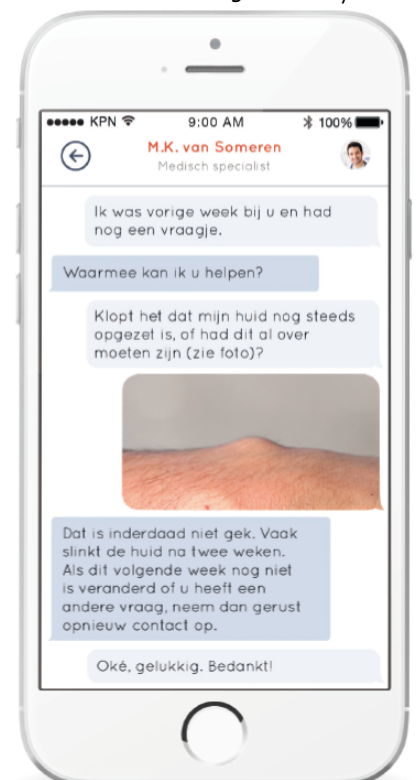 KPN
9:00 AM
100%
M.K. van Someren
Medisch specialist
Ik was vorige week bij u en had
nog een vraagje.
Waarmee kan ik u helpen?
Klopt het dat mijn huid nog steeds
opgezet is, of had dit al over
moeten zijn (zie foto)?
Dat is inderdaad niet gek. Vaak
slinkt de huid na twee weken.
Als dit volgende week nog niet
is veranderd of u heeft een
andere vraag, neem dan gerust
opnieuw contact op.
Oké, gelukkig. Bedankt!